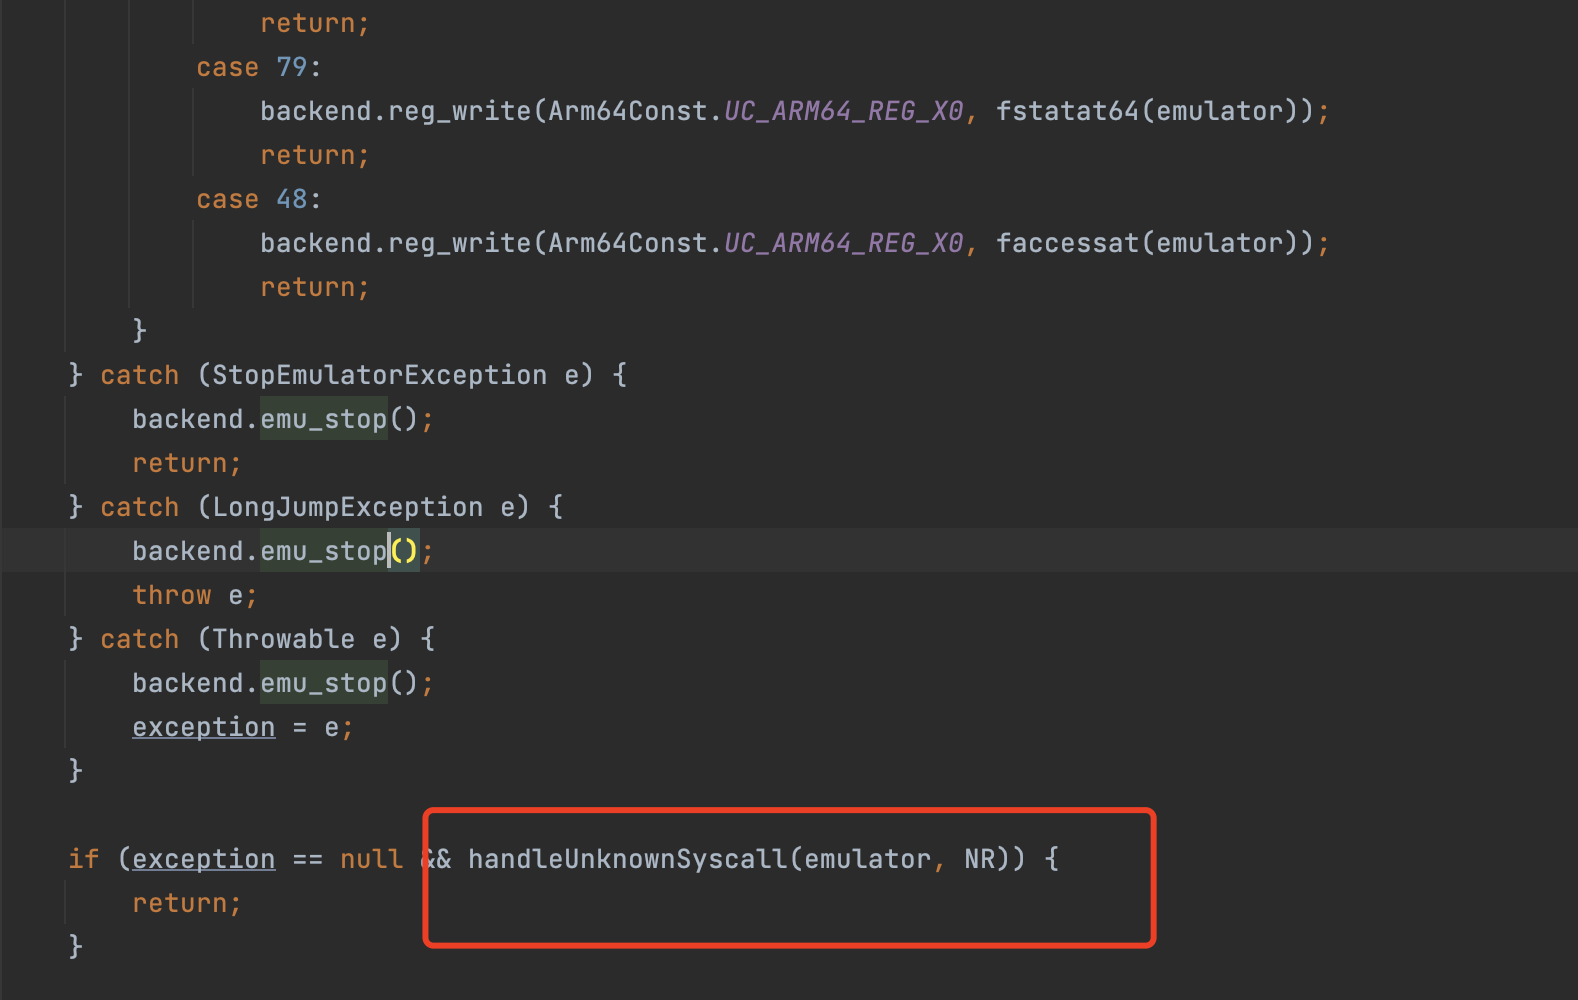 return;
case 79:
backend.reg_write(Arm64Const.UC_ARM64_REG_X0, fstatat64(emulator));
return;
case 48:
backend.reg_write(Arm64Const.UC_ARM64_REG_X0, faccessat(emulator));
return;
}
} catch (StopEmulatorException e) {
backend.emu_stop();
return;
} catch (LongJumpException e) {
backend.emu_stop();
throw e;
} catch (Throwable e) {
backend.emu_stop();
exception = e;
}
if (exception == null && handleUnknownSyscall(emulator, NR)) {
return;
}